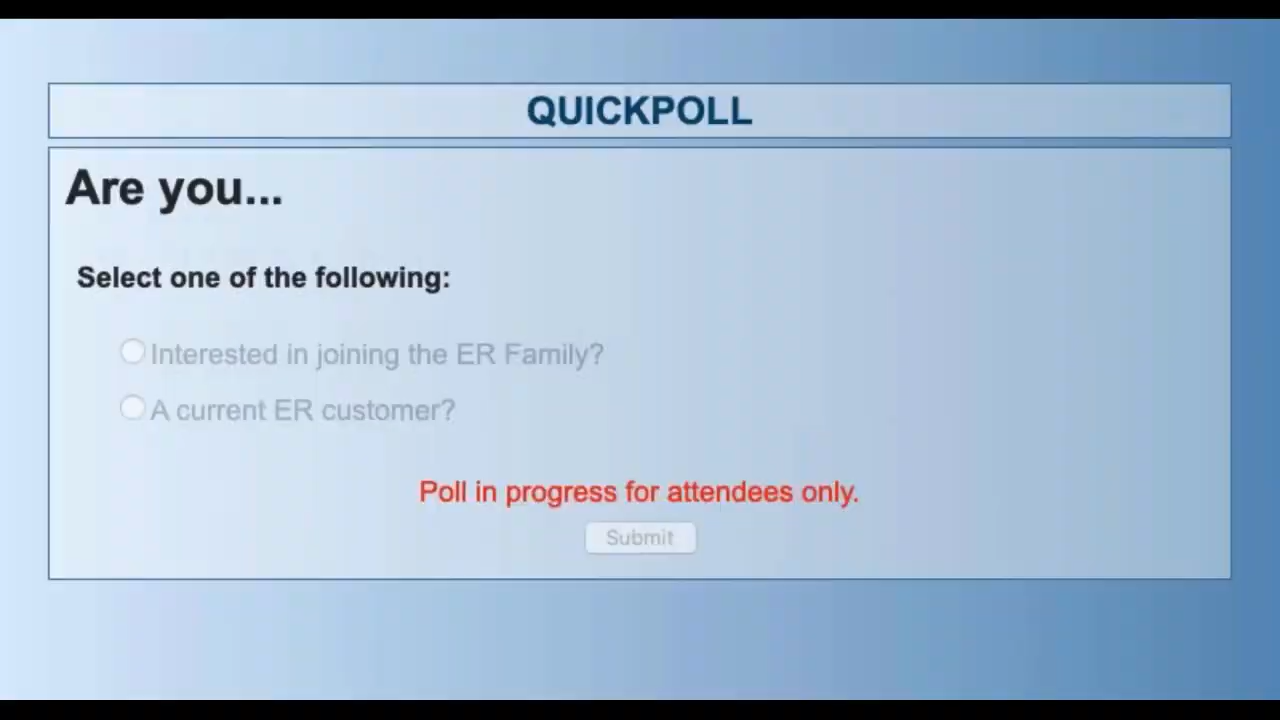 QUICKPOLL
Are you...
Select one of the following:
Interested in joining the ER Family?
A current ER customer?
Poll in progress for attendees only.
Submit